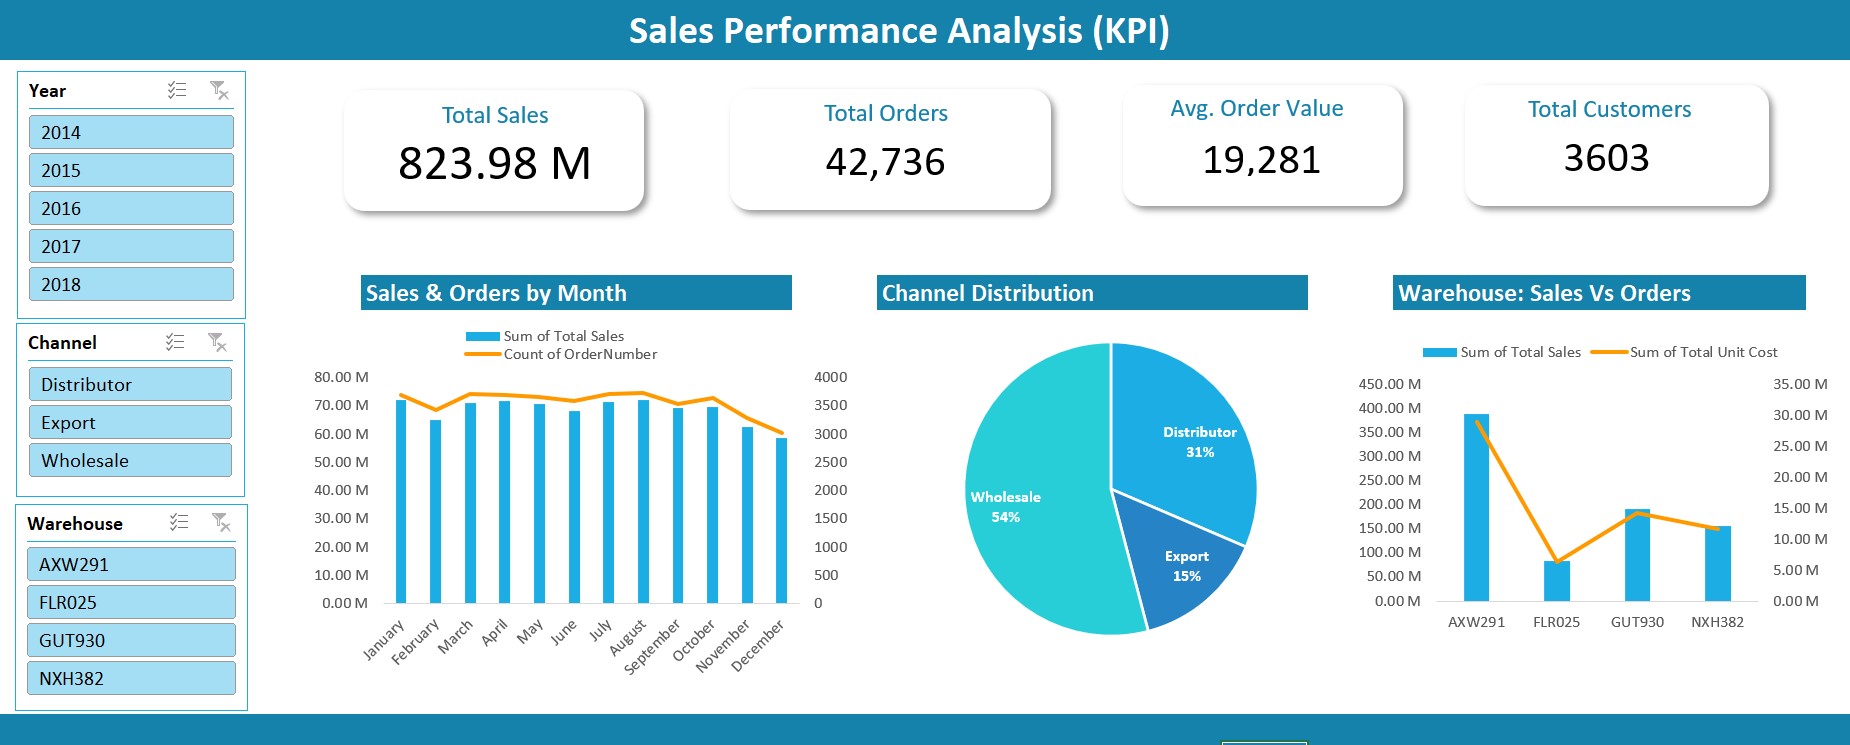 Sales Performance Analysis (KPI)
Year
2014
2015
2016
2017
2018
Channel
Distributor
Export
Wholesale
Warehouse
AXW291
FLR025
GUT930
NXH382
Total Sales
823.98 M
Total Orders
42,736
Avg. Order Value
19,281
Total Customers
3603
Sales & Orders by Month
Sum of Total Sales
Count of OrderNumber
80.00 M
70.00 M
60.00 M
50.00 M
40.00 M
30.00 M
20.00 M
10.00 M
0.00 M
4000
3500
3000
2500
2000
1500
1000
500
0
January
February
March
April
May
June
July
August
September
October
November
December
Channel Distribution
Distributor
31%
Wholesale
54%
Export
15%
Warehouse: Sales Vs Orders
Sum of Total Sales
Sum of Total Unit Cost
450.00 M
400.00 M
350.00 M
300.00 M
250.00 M
200.00 M
150.00 M
100.00 M
50.00 M
0.00 M
35.00 M
30.00 M
25.00 M
20.00 M
15.00 M
10.00 M
5.00 M
0.00 M
AXW291
FLR025
GUT930
NXH382